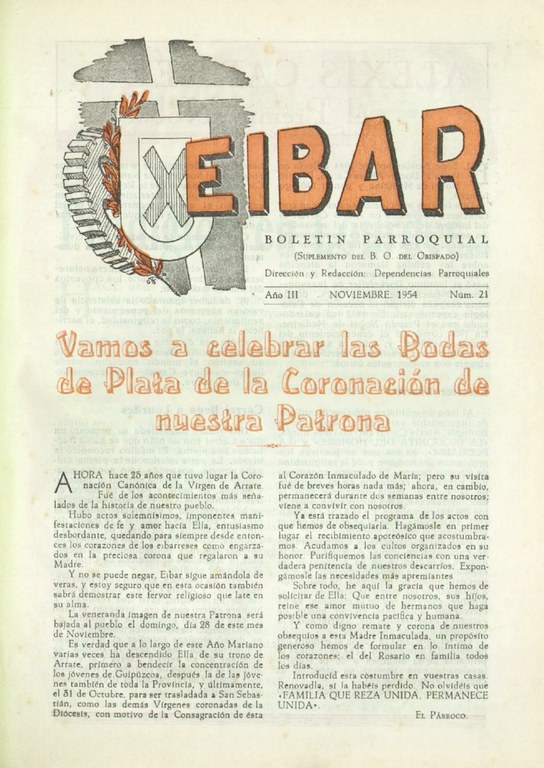 EIBAR
BOLETIN PARROQUIAL
(SUPLEMENTO DEL B. O. DEL OBISPADO)
Dirección y Redacción: Dependencias Parroquiales
Año III NOVIEMBRE 1954 Núm. 21
Vamos a celebrar las Bodas
de Plata de la Coronación de
nuestra Patrona
AHORA hace 25 años que tuvo lugar la Coro-
nación Canónica de la Virgen de Arrate.
Fué de los acontecimientos más seña-
lados de la historia de nuestro pueblo.
Hubo actos solemnísimos, imponentes mani-
festaciones de fe y amor hacia Ella, entusiasmo
desbordante, quedando para siempre desde enton-
ces los corazones de los eibarreses como engarza-
dos en la preciosa corona que regalaron a su
Madre.
Y no se puede negar, Eibar sigue amándola de
veras, y estoy seguro que en esta ocasión también
sabrá demostrar este fervor religioso que late en
su alma.
La veneranda imagen de nuestra Patrona será
bajada al pueblo el domingo, día 28 de este mes
de Noviembre.
Es verdad que a lo largo de este Año Mariano
varias veces ha descendido Ella de su trono de
Arrate, primero a bendecir la concentración de
los jóvenes de Guipúzcoa, después la de las jóve-
nes también de toda la Provincia, y últimamente,
el 31 de Octubre, para ser trasladada a San Sebas-
tián, como las demás Vírgenes coronadas de la
Diócesis, con motivo de la Consagración de ésta
al Corazón Inmaculado de María; pero su visita
fué de breves horas nada más; ahora, en cambio,
permanecerá durante dos semanas entre nosotros;
viene a convivir con nosotros.
Ya está trazado el programa de los actos con
que hemos de obsequiarla. Hagámosle en primer
lugar el recibimiento apoteósico que acostumbra-
mos. Acudamos a los cultos organizados en su
honor. Purifiquemos las conciencias con una ver-
dadera penitencia de nuestros descarríos. Expon-
gámosle las necesidades más apremiantes.
Sobre todo, he aquí la gracia que hemos de
solicitar de Ella: Que entre nosotros, sus hijos,
reine ese amor mutuo de hermanos que haga
posible una convivencia pacífica y humana.
Y como digno remate y corona de nuestros
obsequios a esta Madre Inmaculada, un propósito
generoso hemos de formular en lo íntimo de
los corazones: el del Rosario en familia todos
los días.
Introducid esta costumbre en vuestras casas.
Renovadla, si la habéis perdido. No olvidéis que
«FAMILIA QUE REZA UNIDA, PERMANECE
UNIDA».
EL PÁRROCO.